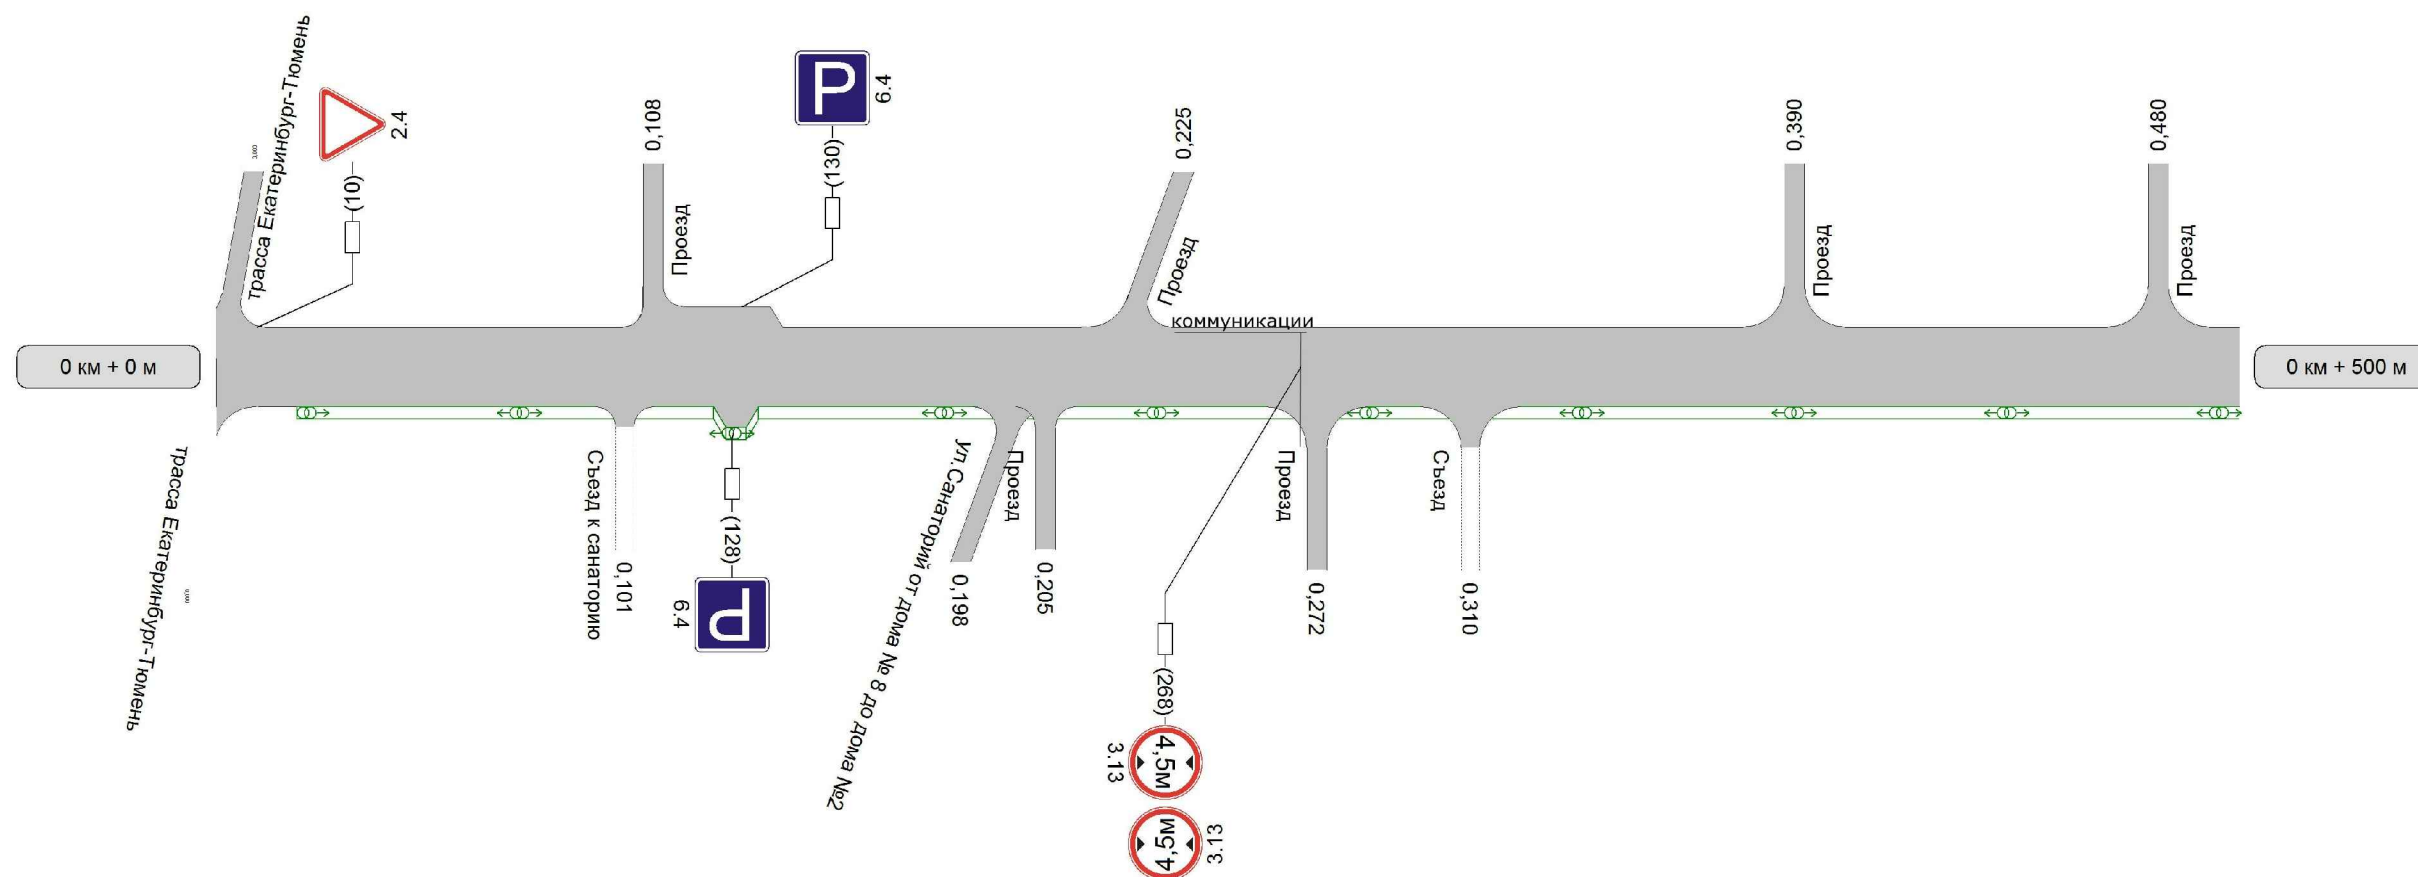 трасса Екатеринбург-Тюмень
2.4
(10)
0,108
Проезд
P
6.4
(130)
0,225
Проезд
коммуникации
0,390
Проезд
0,480
Проезд
0 км + 0 м
0 км + 500 м
трасса Екатеринбург-Тюмень
Съезд к санаторию
0,101
(128)
P
6.4
ул.Санаторий от дома № 8 до дома №2
0,198
Проезд
0,205
Проезд
0,272
Съезд
0,310
(268)
4,5м
3.13
4,5м
3.13